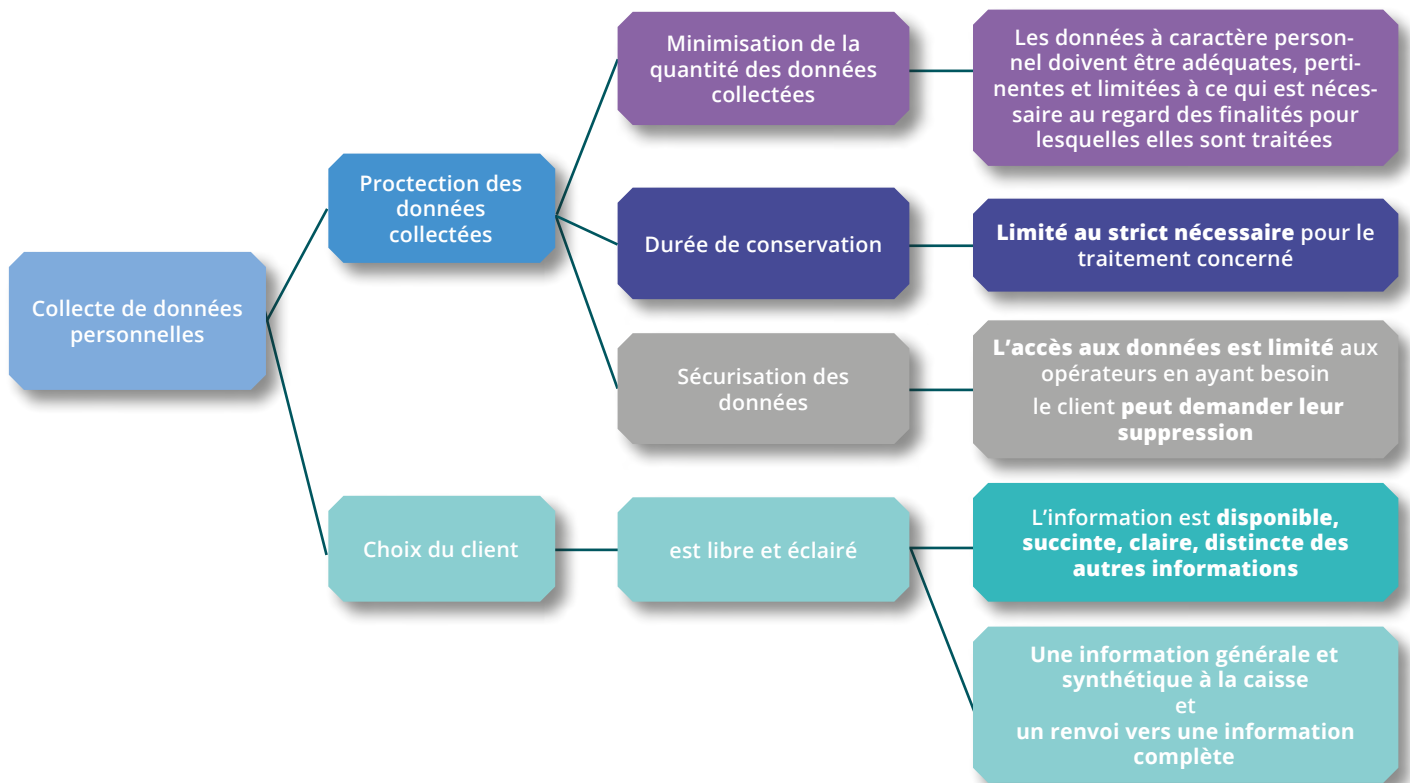 Collecte de données
personnelles
Proctection des
données
collectées
Minimisation de la
quantité des données
collectées
Les données à caractère person-
nel doivent être adéquates, perti-
nentes et limitées à ce qui est néces-
saire au regard des finalités pour
lesquelles elles sont traitées
Durée de conservation
Limité au strict nécessaire pour le
traitement concerné
Sécurisation des
données
L’accès aux données est limité aux
opérateurs en ayant besoin
le client peut demander leur
suppression
Choix du client
est libre et éclairé
L’information est disponible,
succinte, claire, distincte des
autres informations
Une information générale et
synthétique à la caisse
et
un renvoi vers une information
complète